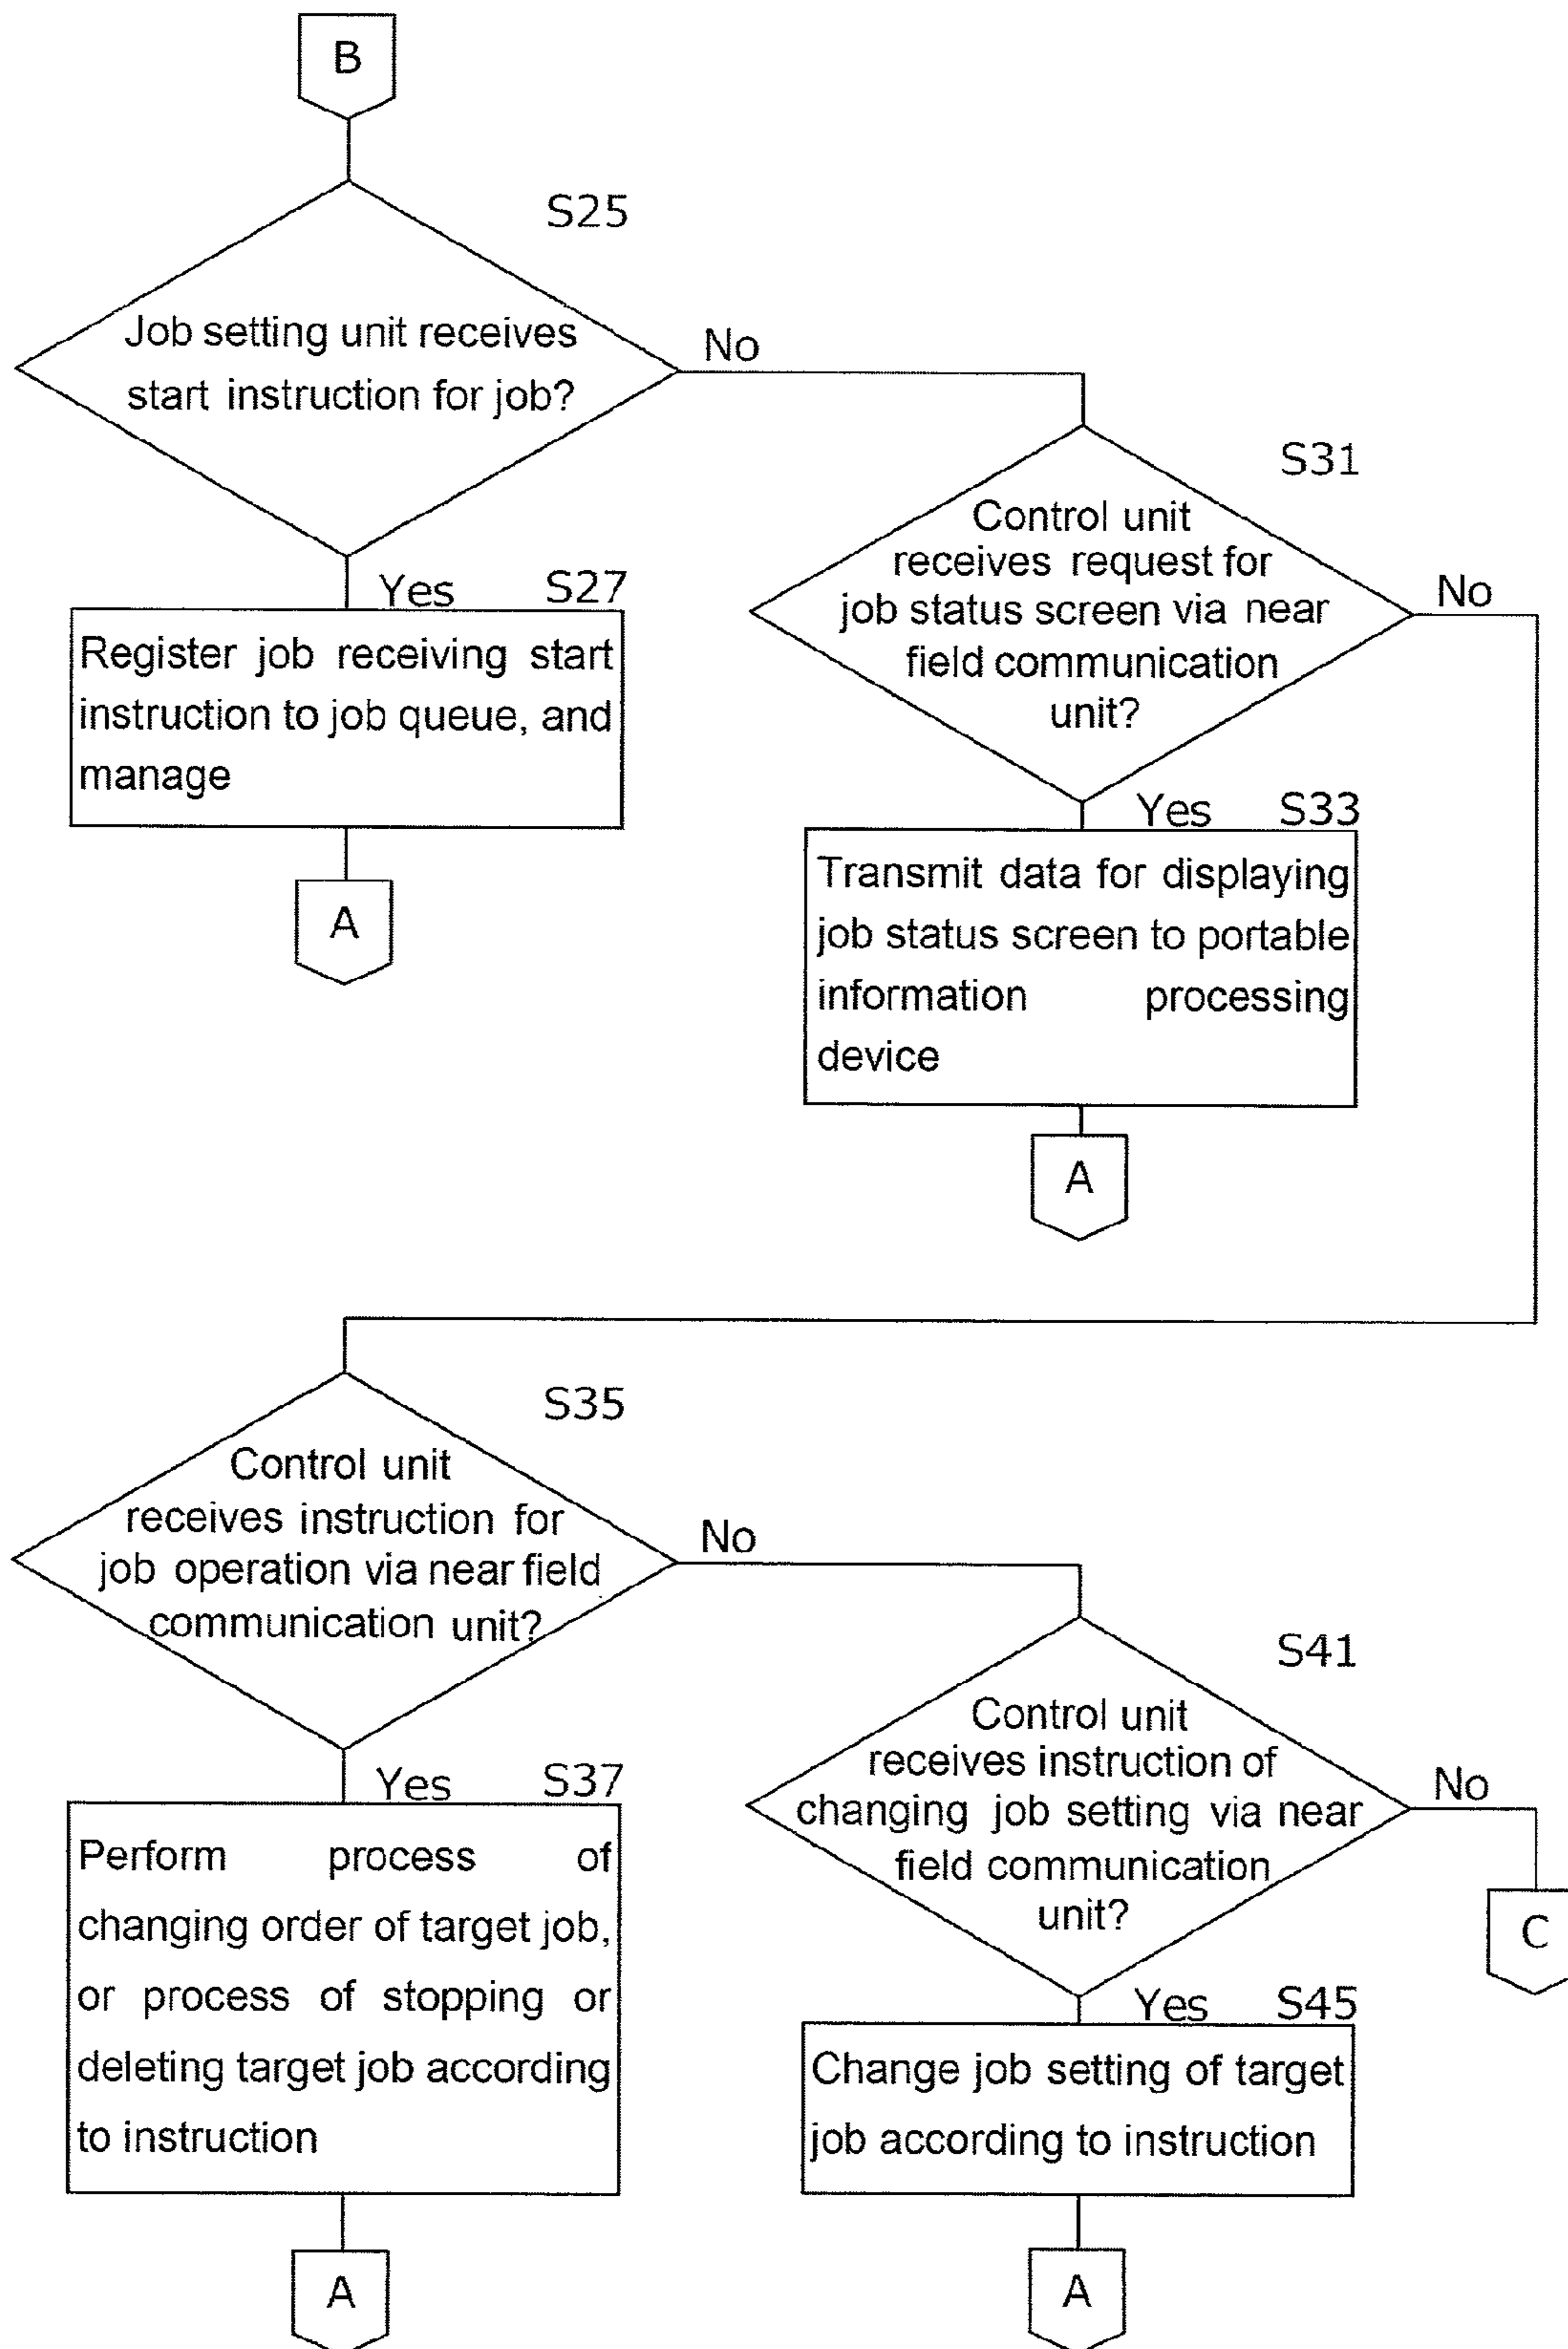 B
S25
Job setting unit receives
start instruction for job?
No
Yes
S27
Register job receiving start
instruction to job queue, and
manage
A
S31
Control unit
receives request for
job status screen via near
field communication
unit?
No
Yes
S33
Transmit data for displaying
job status screen to portable
information processing
device
A
S35
Control unit
receives instruction for
job operation via near field
communication unit?
No
Yes
S37
Perform process of
changing order of target job,
or process of stopping or
deleting target job according
to instruction
A
S41
Control unit
receives instruction of
changing job setting via near
field communication
unit?
No
C
Yes
S45
Change job setting of target
job according to instruction
A